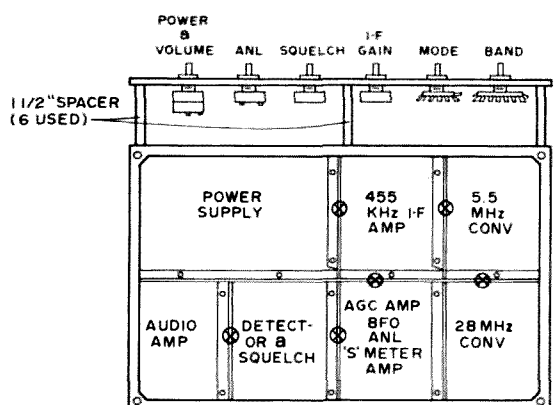 POWER
&
VOLUME
ANL
SQUELCH
I-F
GAIN
MODE
BAND
1 1/2" SPACER
(6 USED)
POWER
SUPPLY
455
KHz I-F
AMP
5.5
MHz
CONV
AUDIO
AMP
DETECT-
OR &
SQUELCH
AGC AMP
BFO
ANL
'S' METER
AMP
28 MHz
CONV